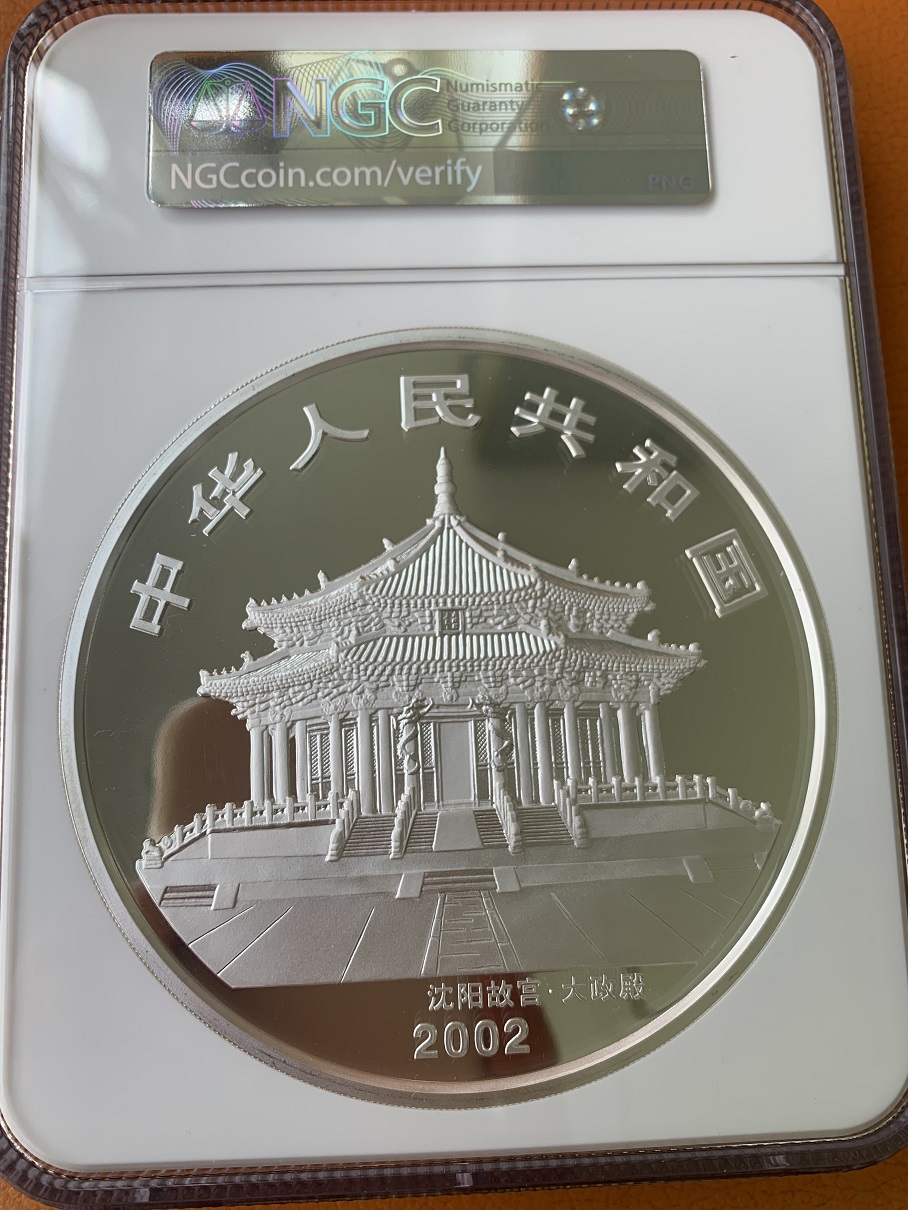 NGC
Numismatic
Guaranty
Corporation
NGCcoin.com/verify
PNG
中华人民共和国
沈阳故宫·大政殿
2002